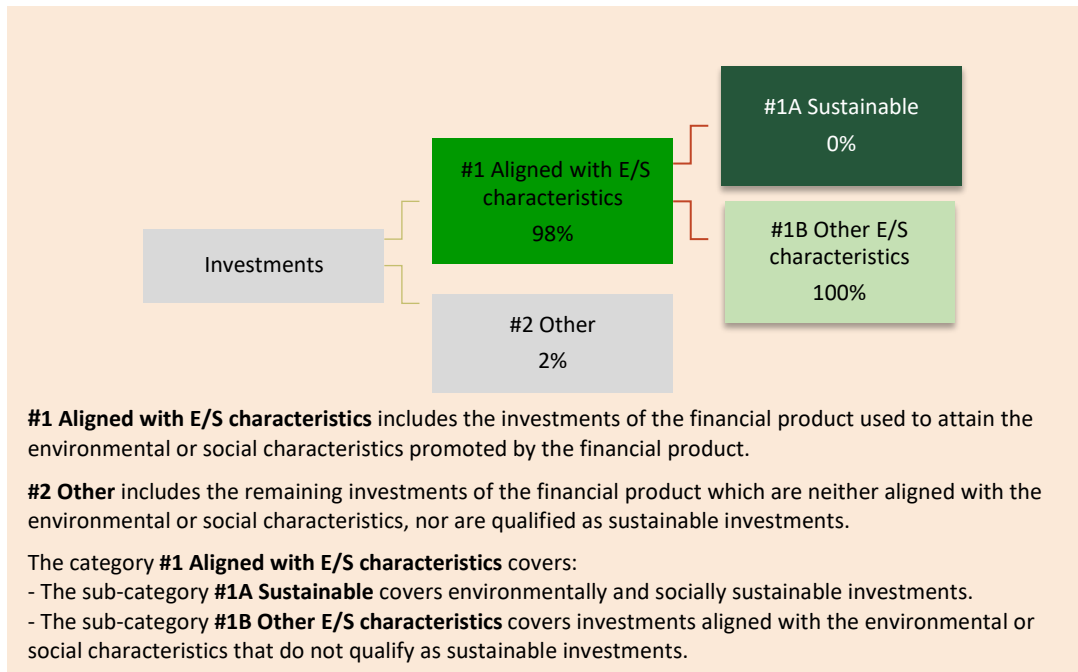 #1A Sustainable
0%
#1 Aligned with E/S
characteristics
98%
#1B Other E/S
characteristics
100%
Investments
#2 Other
2%
#1 Aligned with E/S characteristics includes the investments of the financial product used to attain the
environmental or social characteristics promoted by the financial product.
#2 Other includes the remaining investments of the financial product which are neither aligned with the
environmental or social characteristics, nor are qualified as sustainable investments.
The category #1 Aligned with E/S characteristics covers:
- The sub-category #1A Sustainable covers environmentally and socially sustainable investments.
- The sub-category #1B Other E/S characteristics covers investments aligned with the environmental or
social characteristics that do not qualify as sustainable investments.